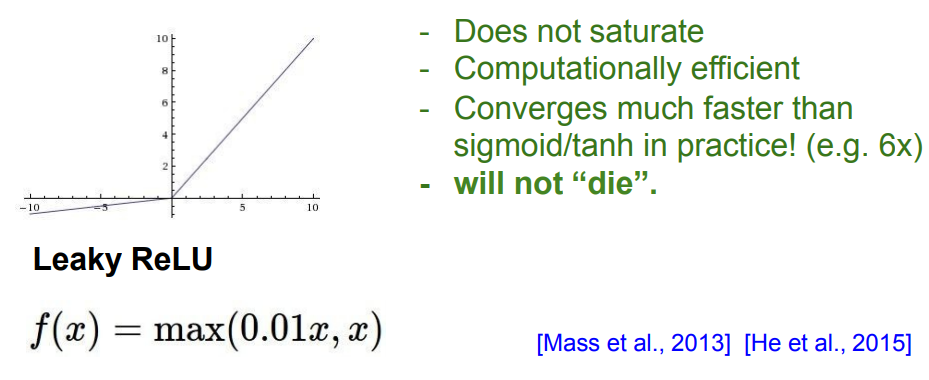 10
8
6
4
2
-10
-5
5
10
- Does not saturate
- Computationally efficient
- Converges much faster than
sigmoid/tanh in practice! (e.g. 6x)
- will not “die”.
Leaky ReLU
f(x) = max(0.01x, x)
[Mass et al., 2013] [He et al., 2015]